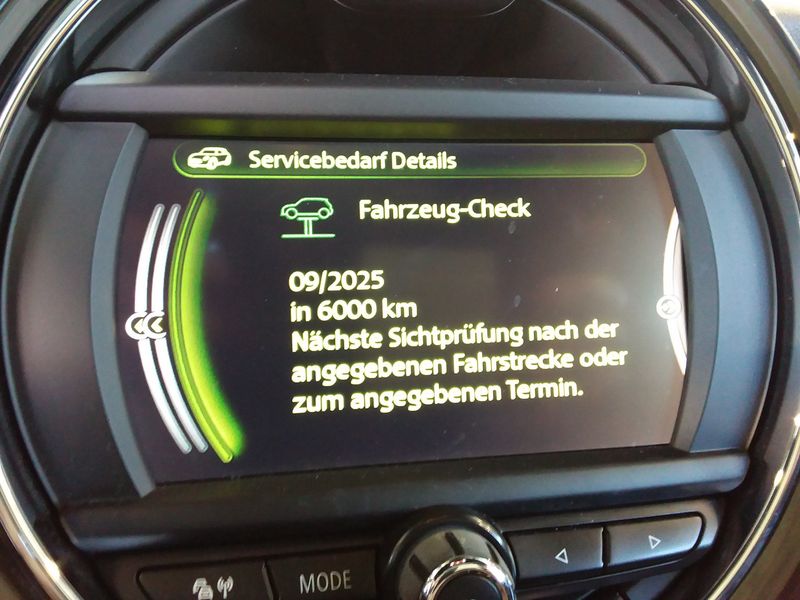 Servicebedarf Details
Fahrzeug-Check
09/2025
in 6000 km
Nächste Sichtprüfung nach der
angegebenen Fahrstrecke oder
zum angegebenen Termin.
MODE